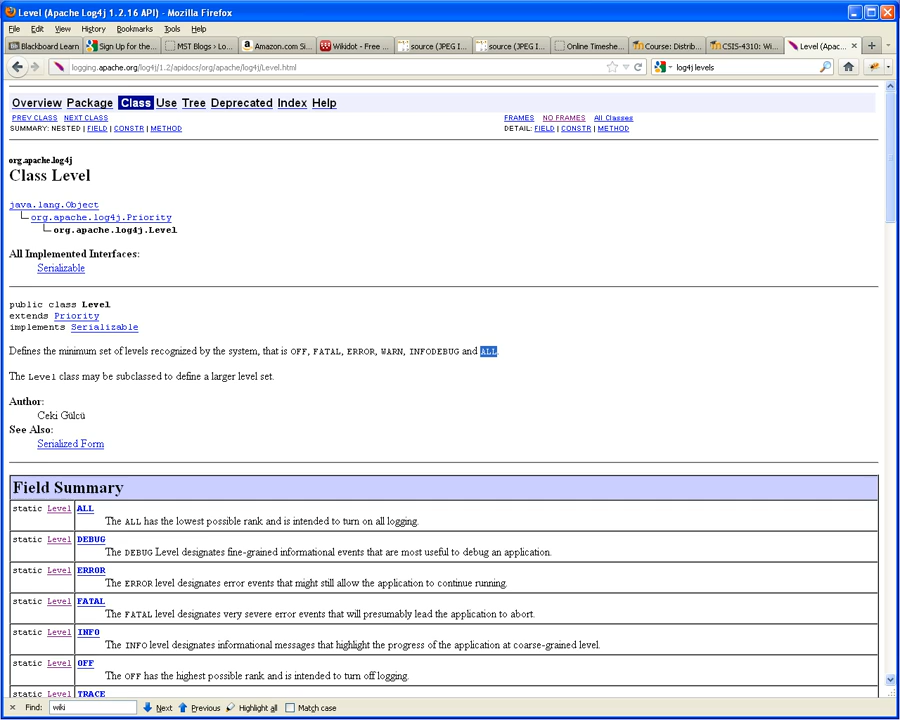 Level (Apache Log4j 1.2.16 API) - Mozilla Firefox
File Edit View History Bookmarks Tools Help
Blackboard Learn Sign Up for the... MST Blogs › Lo... Amazon.com Si... Wikidot - Free ... source (JPEG I... source (JPEG I... Online Timeshe... Course: Distrib... CSIS-4310: Wi... Level (Apac...
logging.apache.org/log4j/1.2/apidocs/org/apache/log4j/Level.html log4j levels
Overview Package Class Use Tree Deprecated Index Help
PREV CLASS NEXT CLASS FRAMES NO FRAMES All Classes
SUMMARY: NESTED | FIELD | CONSTR | METHOD DETAIL: FIELD | CONSTR | METHOD
org.apache.log4j
Class Level
java.lang.Object
org.apache.log4j.Priority
org.apache.log4j.Level
All Implemented Interfaces:
Serializable
public class Level
extends Priority
implements Serializable
Defines the minimum set of levels recognized by the system, that is OFF, FATAL, ERROR, WARN, INFODEBUG and ALL.
The Level class may be subclassed to define a larger level set.
Author:
Ceki Gülcü
See Also:
Serialized Form
Field Summary
static Level ALL
The ALL has the lowest possible rank and is intended to turn on all logging.
static Level DEBUG
The DEBUG Level designates fine-grained informational events that are most useful to debug an application.
static Level ERROR
The ERROR level designates error events that might still allow the application to continue running.
static Level FATAL
The FATAL level designates very severe error events that will presumably lead the application to abort.
static Level INFO
The INFO level designates informational messages that highlight the progress of the application at coarse-grained level.
static Level OFF
The OFF has the highest possible rank and is intended to turn off logging.
static Level TRACE
Find: wiki Next Previous Highlight all Match case